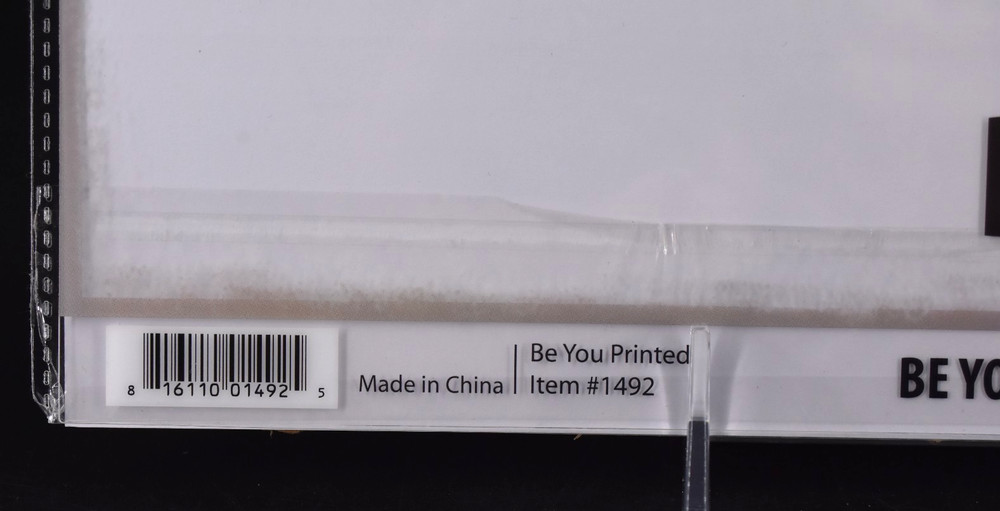 8 16110 01492 5
Made in China
Be You Printed
Item #1492
BE YO